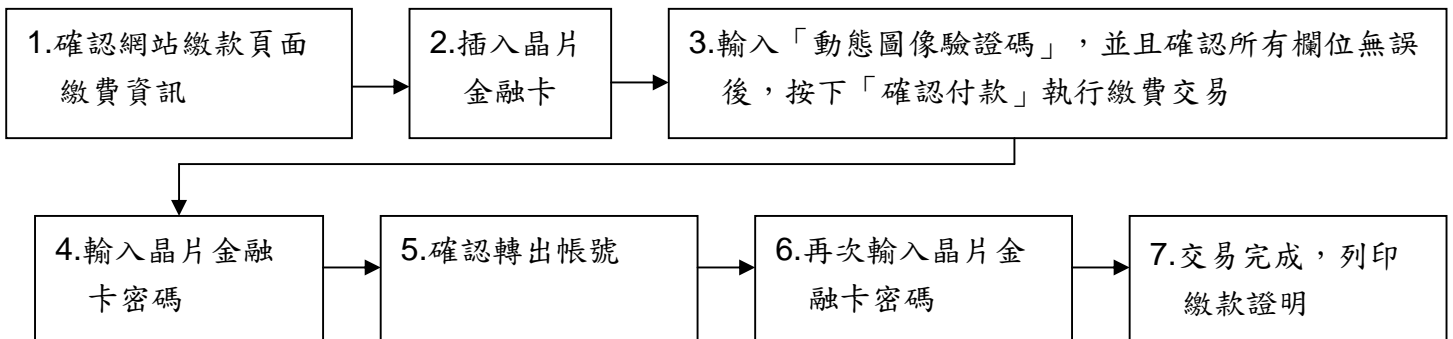 1.確認網站繳款頁面
繳費資訊
2.插入晶片
金融卡
3.輸入「動態圖像驗證碼」，並且確認所有欄位無誤
後，按下「確認付款」執行繳費交易
4.輸入晶片金融
卡密碼
5.確認轉出帳號
6.再次輸入晶片金
融卡密碼
7.交易完成，列印
繳款證明